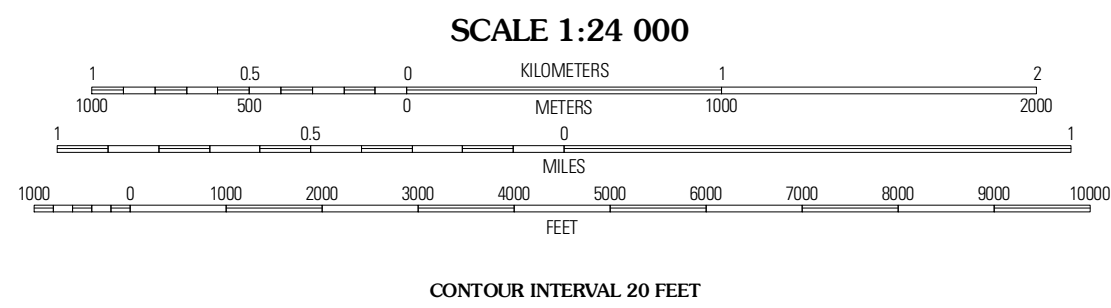 SCALE 1:24 000
1 0.5 0 KILOMETERS 1 2
1000 500 0 METERS 1000 2000
1 0.5 0 1
MILES
1000 0 1000 2000 3000 4000 5000 6000 7000 8000 9000 10000
FEET
CONTOUR INTERVAL 20 FEET